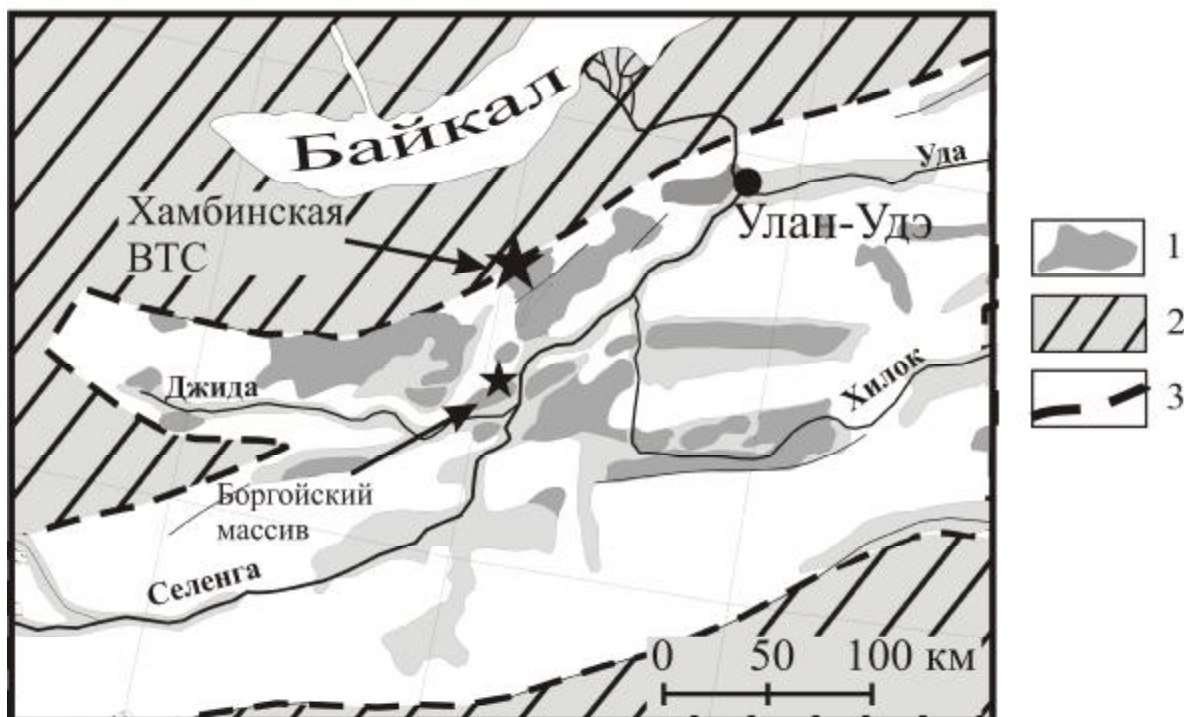 Байкал
Уда
Хамбинская
ВТС
Улан-Удэ
1
2
Джида
Хилок
3
Боргойский
массив
Селенга
0 50 100 км